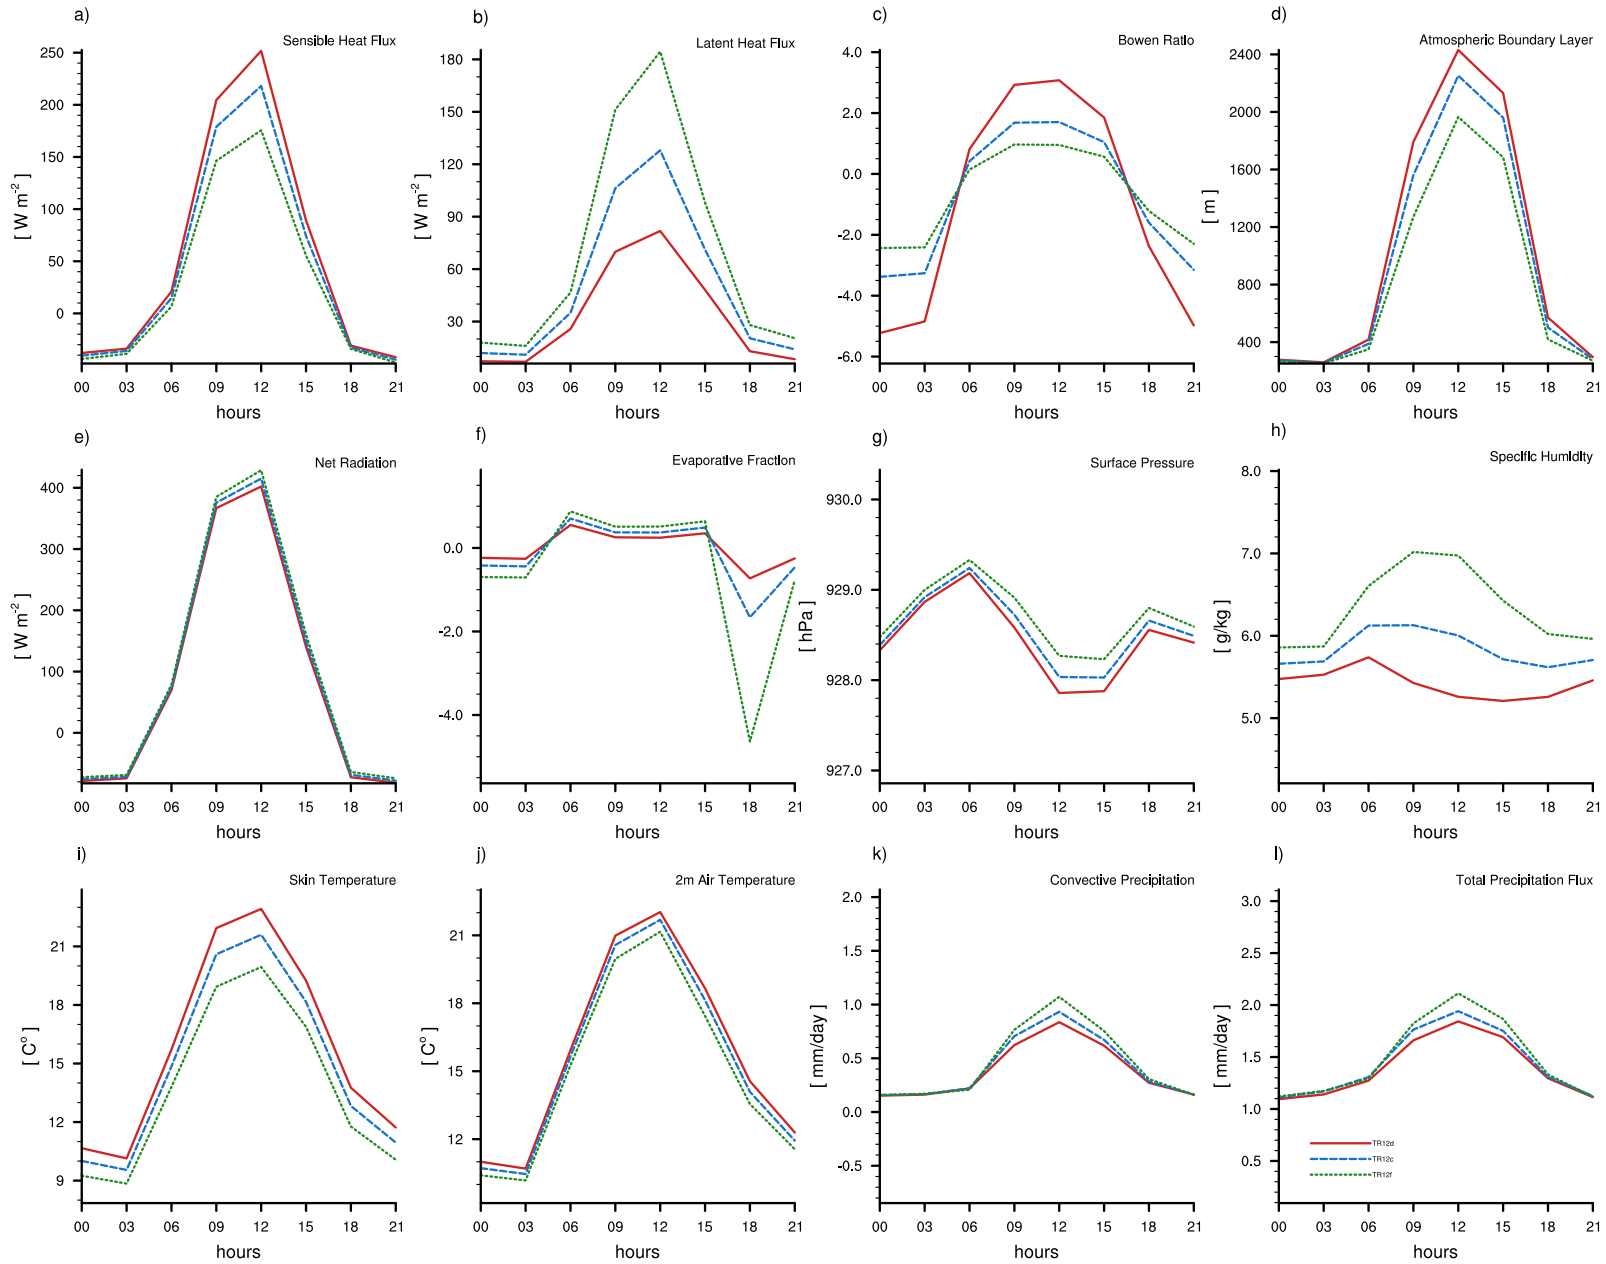 a)
Sensible Heat Flux
250
200
150
100
50
0
[ W m-2 ]
00 03 06 09 12 15 18 21
hours
b)
Latent Heat Flux
180
150
120
90
60
30
[ W m-2 ]
00 03 06 09 12 15 18 21
hours
c)
Bowen Ratio
4.0
2.0
0.0
-2.0
-4.0
-6.0
00 03 06 09 12 15 18 21
hours
d)
Atmospheric Boundary Layer
2400
2000
1600
1200
800
400
[ m ]
00 03 06 09 12 15 18 21
hours
e)
Net Radiation
400
300
200
100
0
[ W m-2 ]
00 03 06 09 12 15 18 21
hours
f)
Evaporative Fraction
0.0
-2.0
-4.0
00 03 06 09 12 15 18 21
hours
g)
Surface Pressure
930.0
929.0
928.0
927.0
[ hPa ]
00 03 06 09 12 15 18 21
hours
h)
Specific Humidity
8.0
7.0
6.0
5.0
[ g/kg ]
00 03 06 09 12 15 18 21
hours
i)
Skin Temperature
21
18
15
12
9
[ Co ]
00 03 06 09 12 15 18 21
hours
j)
2m Air Temperature
21
18
15
12
[ Co ]
00 03 06 09 12 15 18 21
hours
k)
Convective Precipitation
2.0
1.5
1.0
0.5
0.0
-0.5
[ mm/day ]
00 03 06 09 12 15 18 21
hours
l)
Total Precipitation Flux
3.0
2.5
2.0
1.5
1.0
0.5
[ mm/day ]
TR12d
TR12c
TR12f
00 03 06 09 12 15 18 21
hours